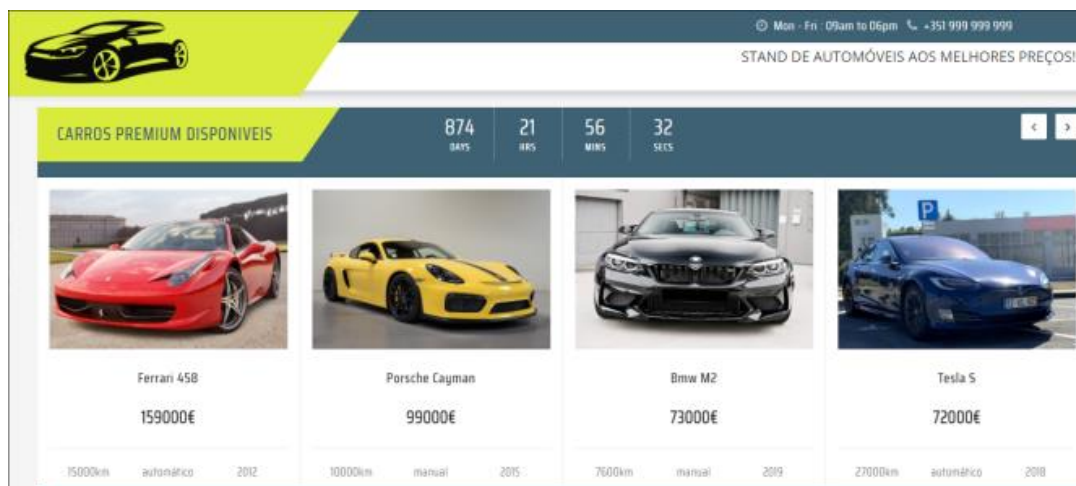 Mon - Fri : 09am to 06pm +351 999 999 999
STAND DE AUTOMÓVEIS AOS MELHORES PREÇOS!
CARROS PREMIUM DISPONIVEIS
874 21 56 32
DAYS HRS MINS SECS
Ferrari 458 Porsche Cayman Bmw M2 Tesla S
159000€ 99000€ 73000€ 72000€
15000km automático 2012 10000km manual 2015 7600km manual 2019 27000km automático 2018